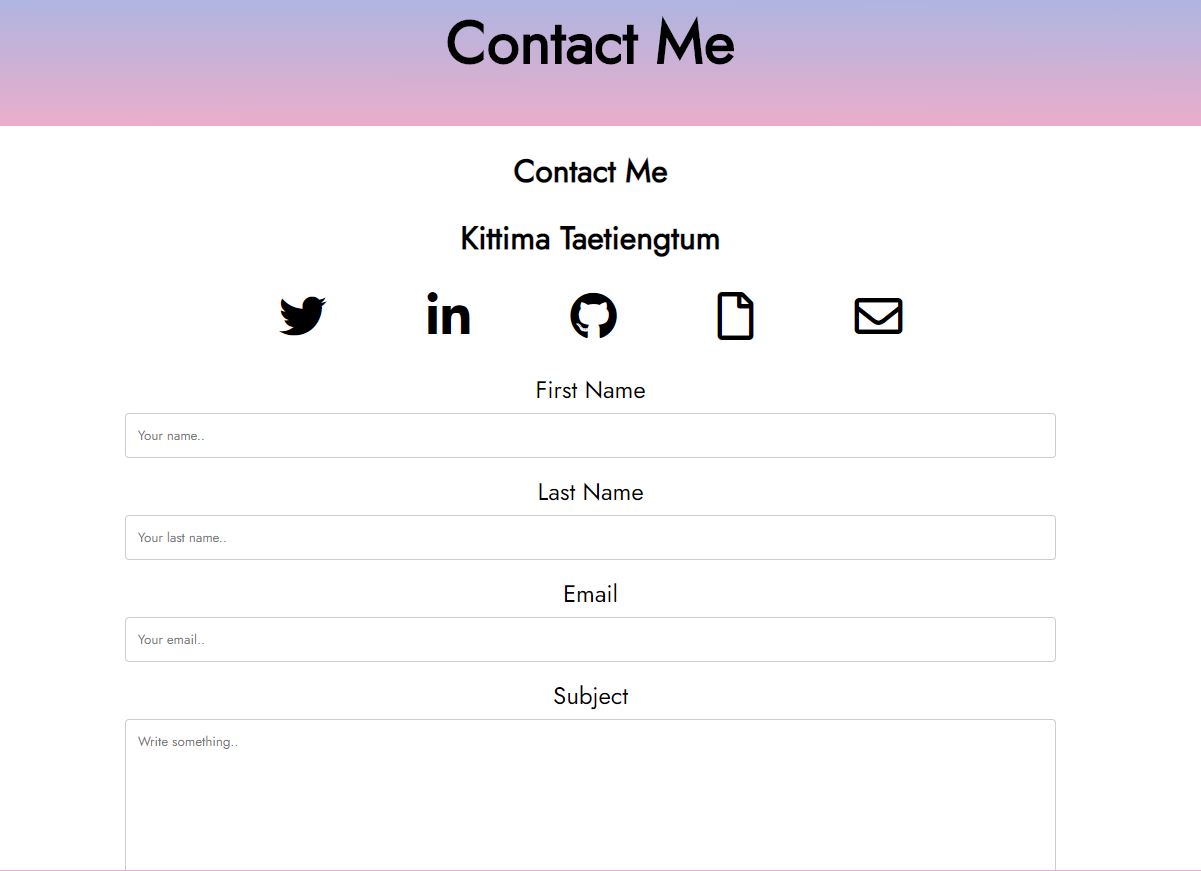 Contact Me
Contact Me
Kittima Taetiengtum
in
First Name
Your name..
Last Name
Your last name..
Email
Your email..
Subject
Write something..